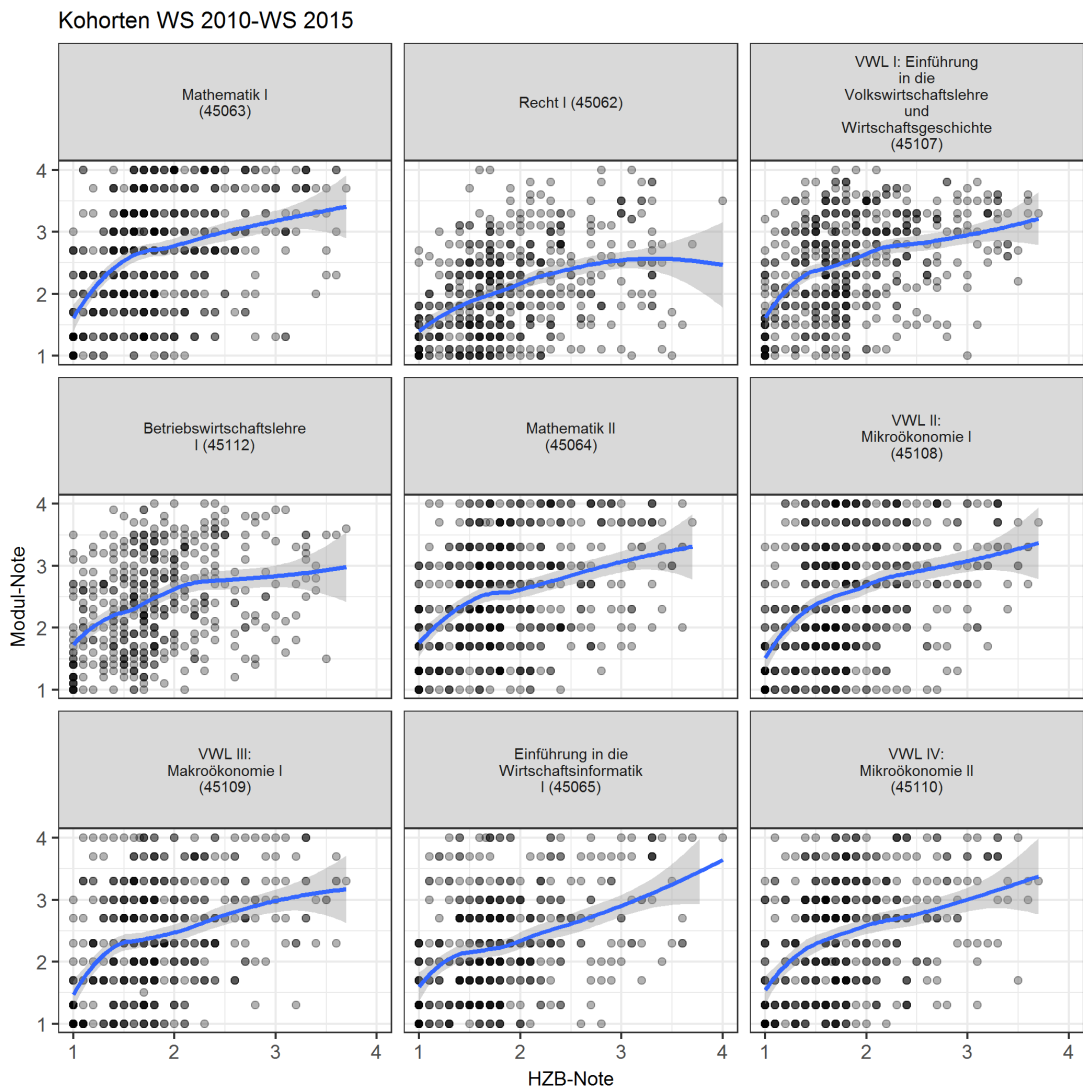 Kohorten WS 2010-WS 2015
Mathematik I
(45063)
Recht I (45062)
VWL I: Einführung
in die
Volkswirtschaftslehre
und
Wirtschaftsgeschichte
(45107)
4
3
2
1
Betriebswirtschaftslehre
I (45112)
Mathematik II
(45064)
VWL II:
Mikroökonomie I
(45108)
4
3
2
1
Modul-Note
VWL III:
Makroökonomie I
(45109)
Einführung in die
Wirtschaftsinformatik
I (45065)
VWL IV:
Mikroökonomie II
(45110)
4
3
2
1
1 2 3 4 1 2 3 4 1 2 3 4
HZB-Note